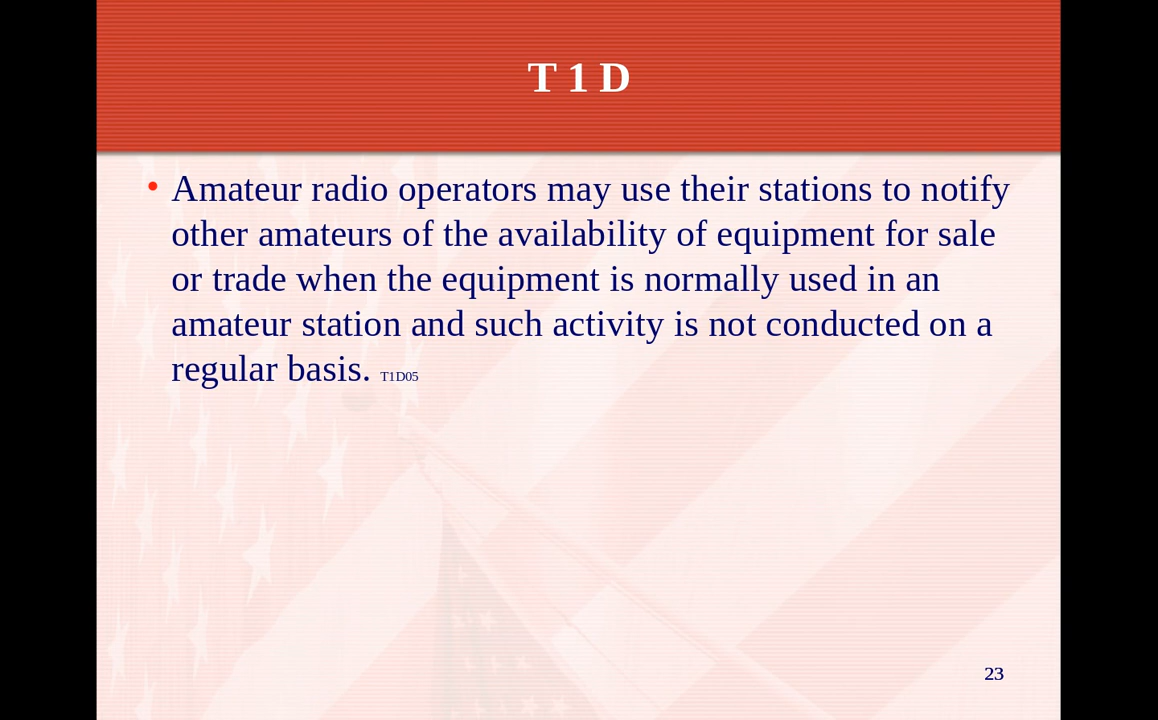 T 1 D
• Amateur radio operators may use their stations to notify
other amateurs of the availability of equipment for sale
or trade when the equipment is normally used in an
amateur station and such activity is not conducted on a
regular basis. T1D05
23